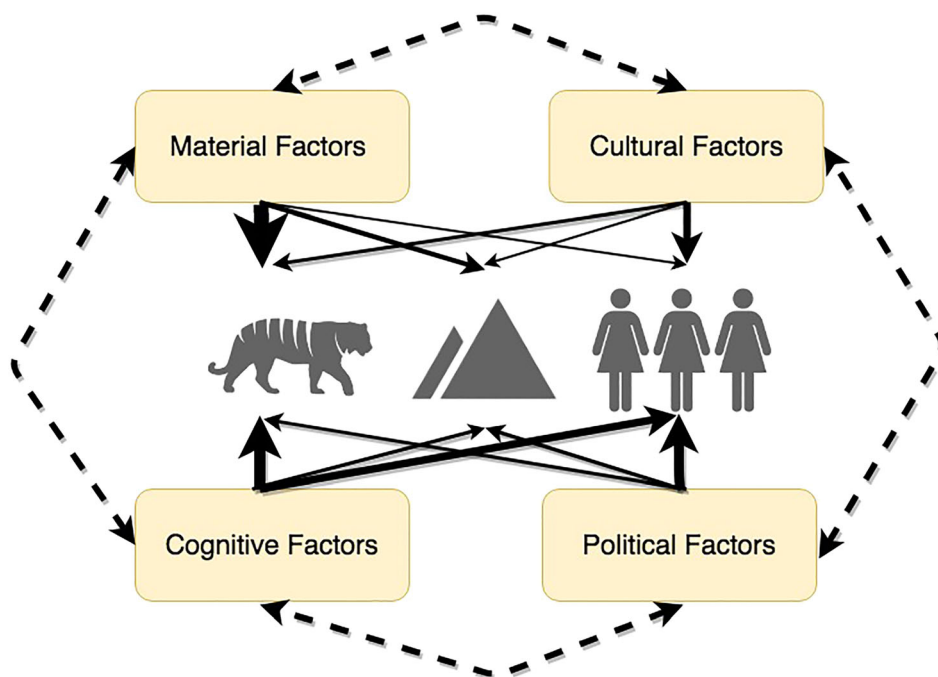 Material Factors
Cultural Factors
Cognitive Factors
Political Factors